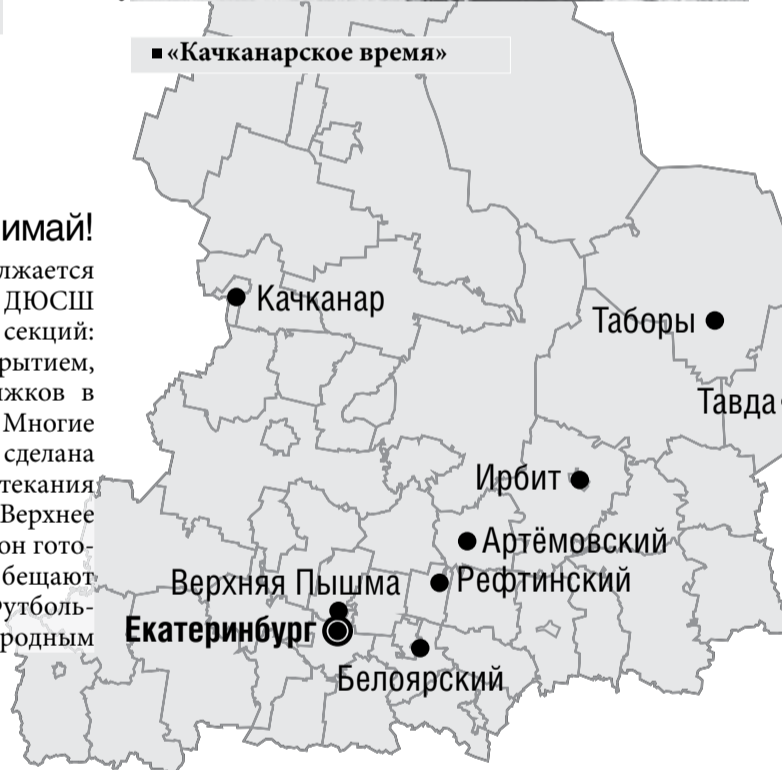 «Качканарское время»
имай!
лжается
ДЮСШ
секций:
рытием,
жков в
Многие
сделана
текания
Верхнее
он гото-
бещают
утболь-
родным
Качканар
Таборы
Тавда
Ирбит
Артёмовский
Рефтинский
Верхняя Пышма
Екатеринбург
Белоярский